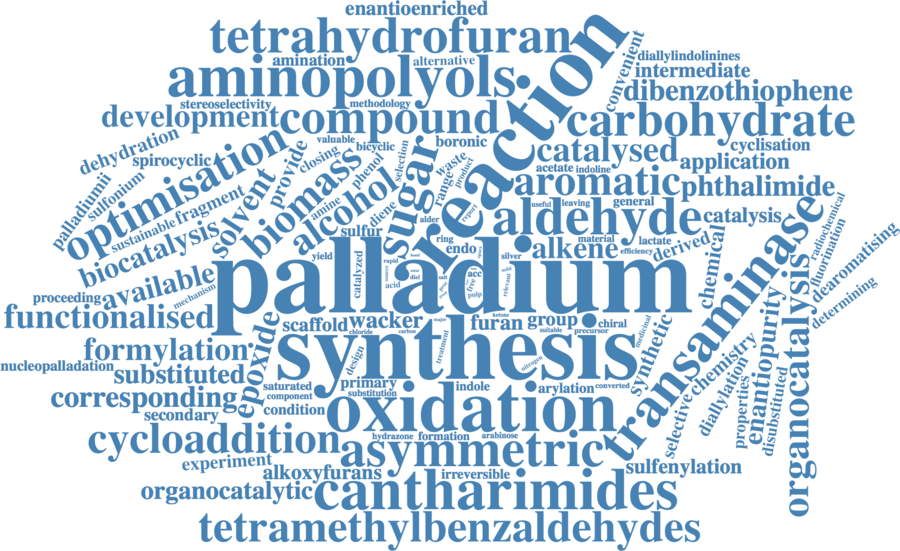 enantioenriched
tetrahydrofuran
amination
alternative
diallylindolinines
aminopolyols
convenient
intermediate
stereoselectivity
methodology
dibenzothiophene
development
compound
reaction
carbohydrate
dehydration
optimisation
valuable
bicyclic
boronic
catalysed
cyclisation
spirocyclic
closing
phenol
selection
waste
product
acetate
indoline
application
palladiumii
sulfonium
fragment
solvent
provide
biomass
alcohol
amine
diene
sugar
range
report
aromatic
phthalimide
sustainable
biocatalysis
sulfur
alder
useful
leaving
general
aldehyde
catalysis
transaminase
radiochemical
fluorination
dearomatising
yield
catalyzed
rapid
acid
ring
endo
silver
alkene
material
efficiency
lactate
derived
chemical
available
mechanism
palladium
acc
free
pulp
relevant
solid
proceeding
functionalised
epoxide
scaffold
wacker
major
ketone
furan
group
suitable
chiral
precursor
medicinal
synthetic
organocatalysis
determining
chloride
carbon
synthesis
treatment
nitrogen
design
formylation
nucleopalladation
substituted
saturated
component
primary
substitution
indole
arylation
converted
corresponding
secondary
condition
oxidation
selective
chemistry
diallylation
properties
enantiopurity
disubstituted
cycloaddition
hydrazone
formation
arabinose
asymmetric
experiment
alkoxyfurans
irreversible
sulfenylation
organocatalytic
cantharimides
tetramethylbenzaldehydes